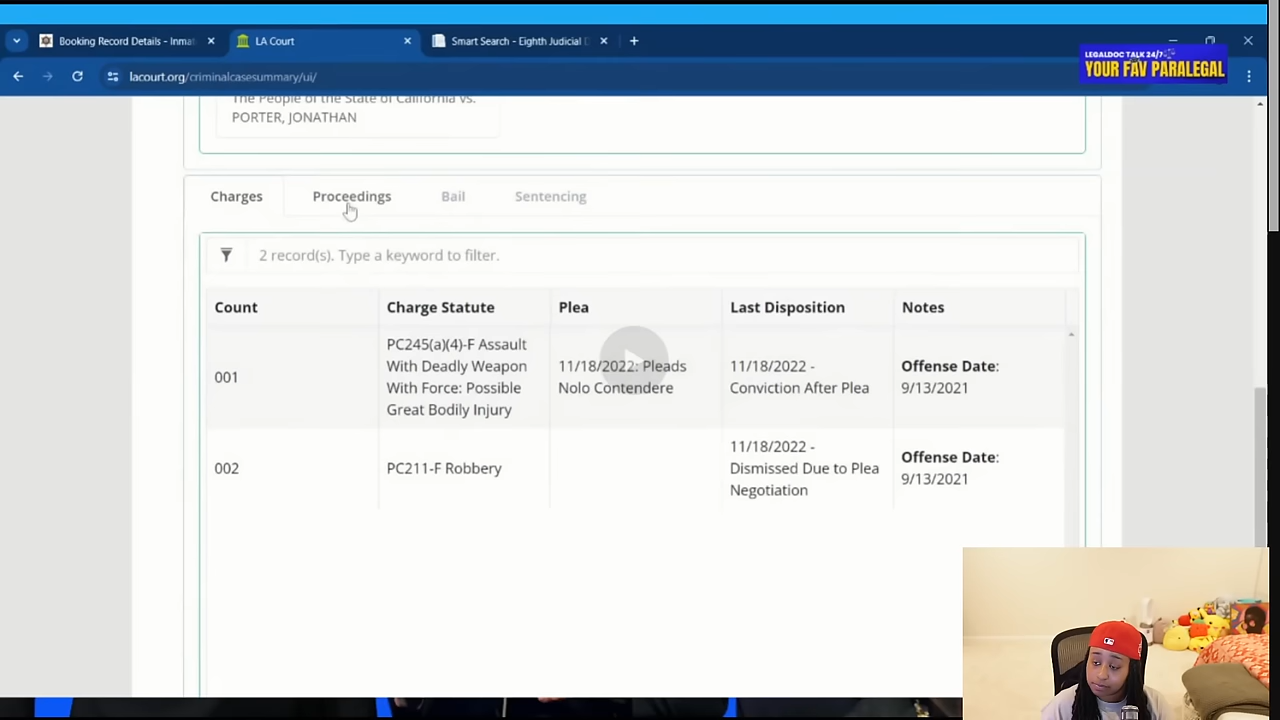 Booking Record Details - Inmat
LA Court
Smart Search - Eighth Judicial D
lacourt.org/criminalcasesummary/ui/
LEGALDOC TALK 24/7
YOUR FAV PARALEGAL
The People of the State of California vs.
PORTER, JONATHAN
Charges
Proceedings
Bail
Sentencing
2 record(s). Type a keyword to filter.
Count
Charge Statute
Plea
Last Disposition
Notes
001
PC245(a)(4)-F Assault
With Deadly Weapon
With Force: Possible
Great Bodily Injury
11/18/2022: Pleads
Nolo Contendere
11/18/2022 -
Conviction After Plea
Offense Date:
9/13/2021
002
PC211-F Robbery
11/18/2022 -
Dismissed Due to Plea
Negotiation
Offense Date:
9/13/2021